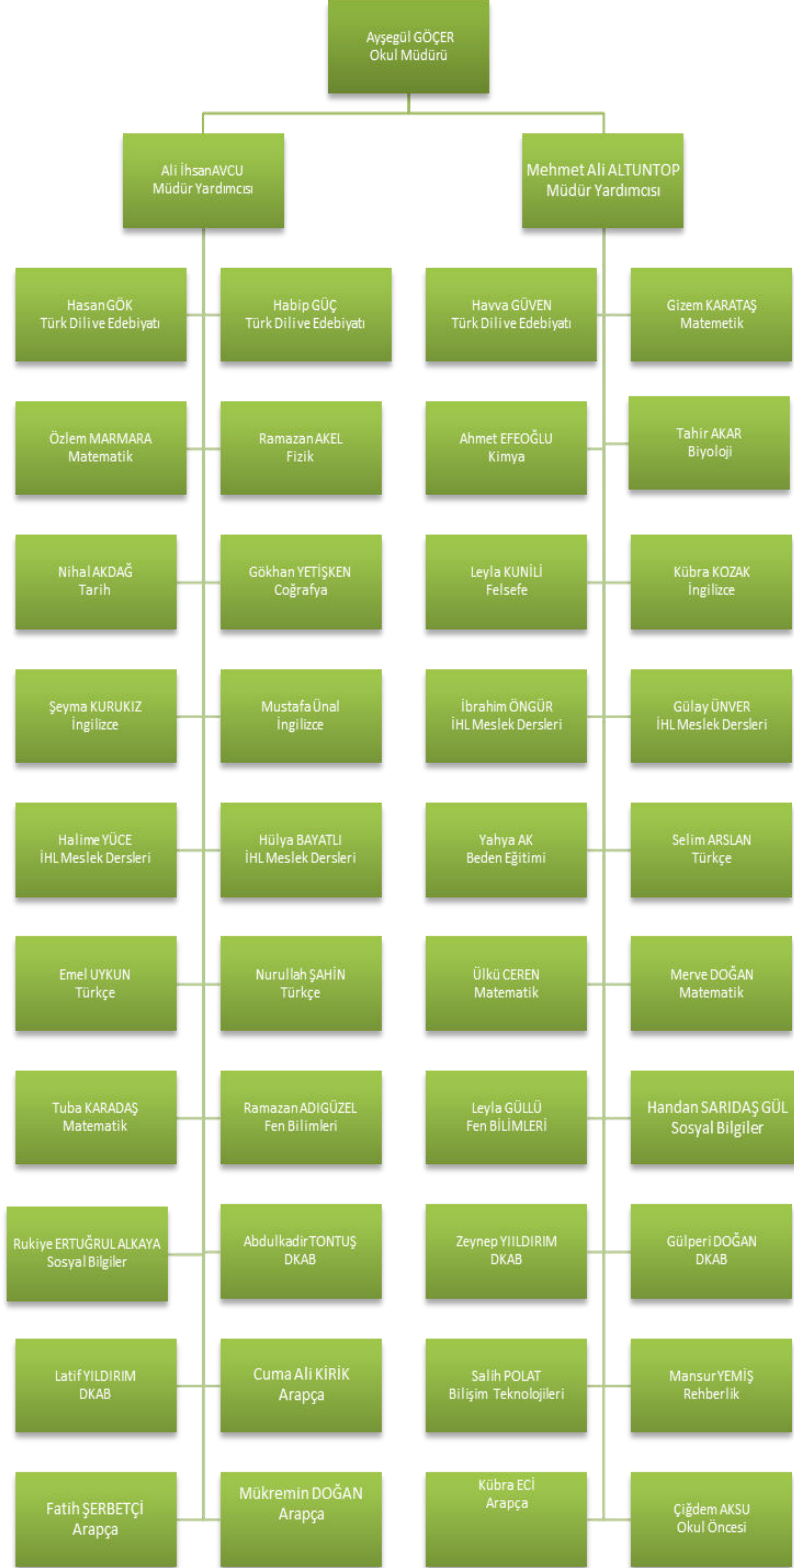 Ayşegül GÖÇER
Okul Müdürü
Ali İhsanAVCU
Müdür Yardımcısı
Mehmet Ali ALTUNTOP
Müdür Yardımcısı
Hasan GÖK
Türk Dili ve Edebiyatı
Habip GÜÇ
Türk Dili ve Edebiyatı
Havva GÜVEN
Türk Dili ve Edebiyatı
Gizem KARATAŞ
Matemetik
Özlem MARMARA
Matematik
Ramazan AKEL
Fizik
Ahmet EFEOĞLU
Kimya
Tahir AKAR
Biyoloji
Nihal AKDAĞ
Tarih
Gökhan YETİŞKEN
Coğrafya
Leyla KUNİLİ
Felsefe
Kübra KOZAK
İngilizce
Şeyma KURUKIZ
İngilizce
Mustafa Ünal
İngilizce
İbrahim ÖNGÜR
İHL Meslek Dersleri
Gülay ÜNVER
İHL Meslek Dersleri
Halime YÜCE
İHL Meslek Dersleri
Hülya BAYATLI
İHL Meslek Dersleri
Yahya AK
Beden Eğitimi
Selim ARSLAN
Türkçe
Emel UYKUN
Türkçe
Nurullah ŞAHİN
Türkçe
Ülkü CEREN
Matematik
Merve DOĞAN
Matematik
Tuba KARADAŞ
Matematik
Ramazan ADIGÜZEL
Fen Bilimleri
Leyla GÜLLÜ
Fen BİLİMLERİ
Handan SARIDAŞ GÜL
Sosyal Bilgiler
Rukiye ERTUĞRUL ALKAYA
Sosyal Bilgiler
Abdulkadir TONTUŞ
DKAB
Zeynep YIILDIRIM
DKAB
Gülperi DOĞAN
DKAB
Latif YILDIRIM
DKAB
Cuma Ali KİRİK
Arapça
Salih POLAT
Bilişim Teknolojileri
Mansur YEMİŞ
Rehberlik
Fatih ŞERBETÇİ
Arapça
Mükremin DOĞAN
Arapça
Kübra ECİ
Arapça
Çiğdem AKSU
Okul Öncesi